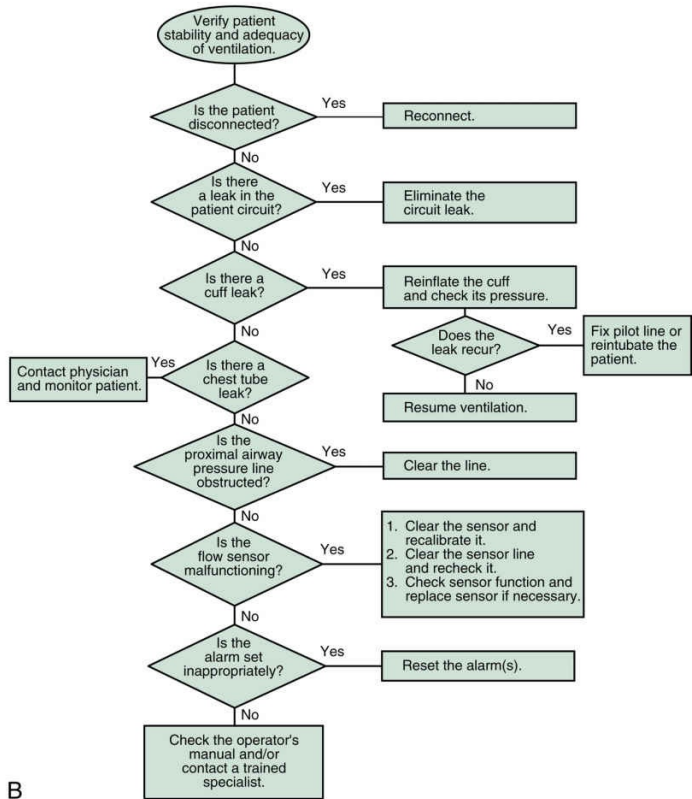 Verify patient
stability and adequacy
of ventilation.
Is the patient
disconnected?
Yes
Reconnect.
No
Is there
a leak in the
patient circuit?
Yes
Eliminate the
circuit leak.
No
Is there a
cuff leak?
Yes
Reinflate the cuff
and check its pressure.
Does the
leak recur?
Yes
Fix pilot line or
reintubate the
patient.
No
Resume ventilation.
No
Is there a
chest tube
leak?
Yes
Contact physician
and monitor patient.
No
Is the
proximal airway
pressure line
obstructed?
Yes
Clear the line.
No
Is the
flow sensor
malfunctioning?
Yes
1. Clear the sensor and
recalibrate it.
2. Clear the sensor line
and recheck it.
3. Check sensor function and
replace sensor if necessary.
No
Is the
alarm set
inappropriately?
Yes
Reset the alarm(s).
No
Check the operator's
manual and/or
contact a trained
specialist.
B